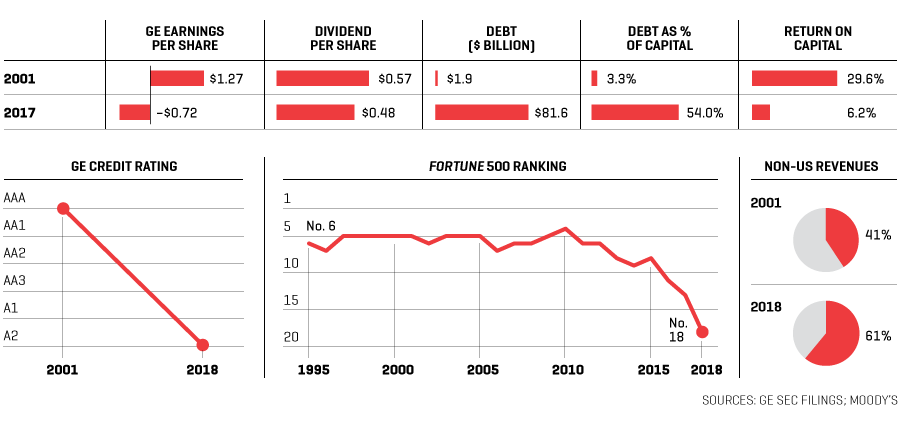 GE EARNINGS
PER SHARE
DIVIDEND
PER SHARE
DEBT
($ BILLION)
DEBT AS %
OF CAPITAL
RETURN ON
CAPITAL
2001
$1.27
$0.57
$1.9
3.3%
29.6%
2017
–$0.72
$0.48
$81.6
54.0%
6.2%
GE CREDIT RATING
AAA
AA1
AA2
AA3
A1
A2
2001
2018
FORTUNE 500 RANKING
1
5
10
15
20
No. 6
No.
18
1995
2000
2005
2010
2015
2018
NON-US REVENUES
2001
41%
2018
61%
SOURCES: GE SEC FILINGS; MOODY'S